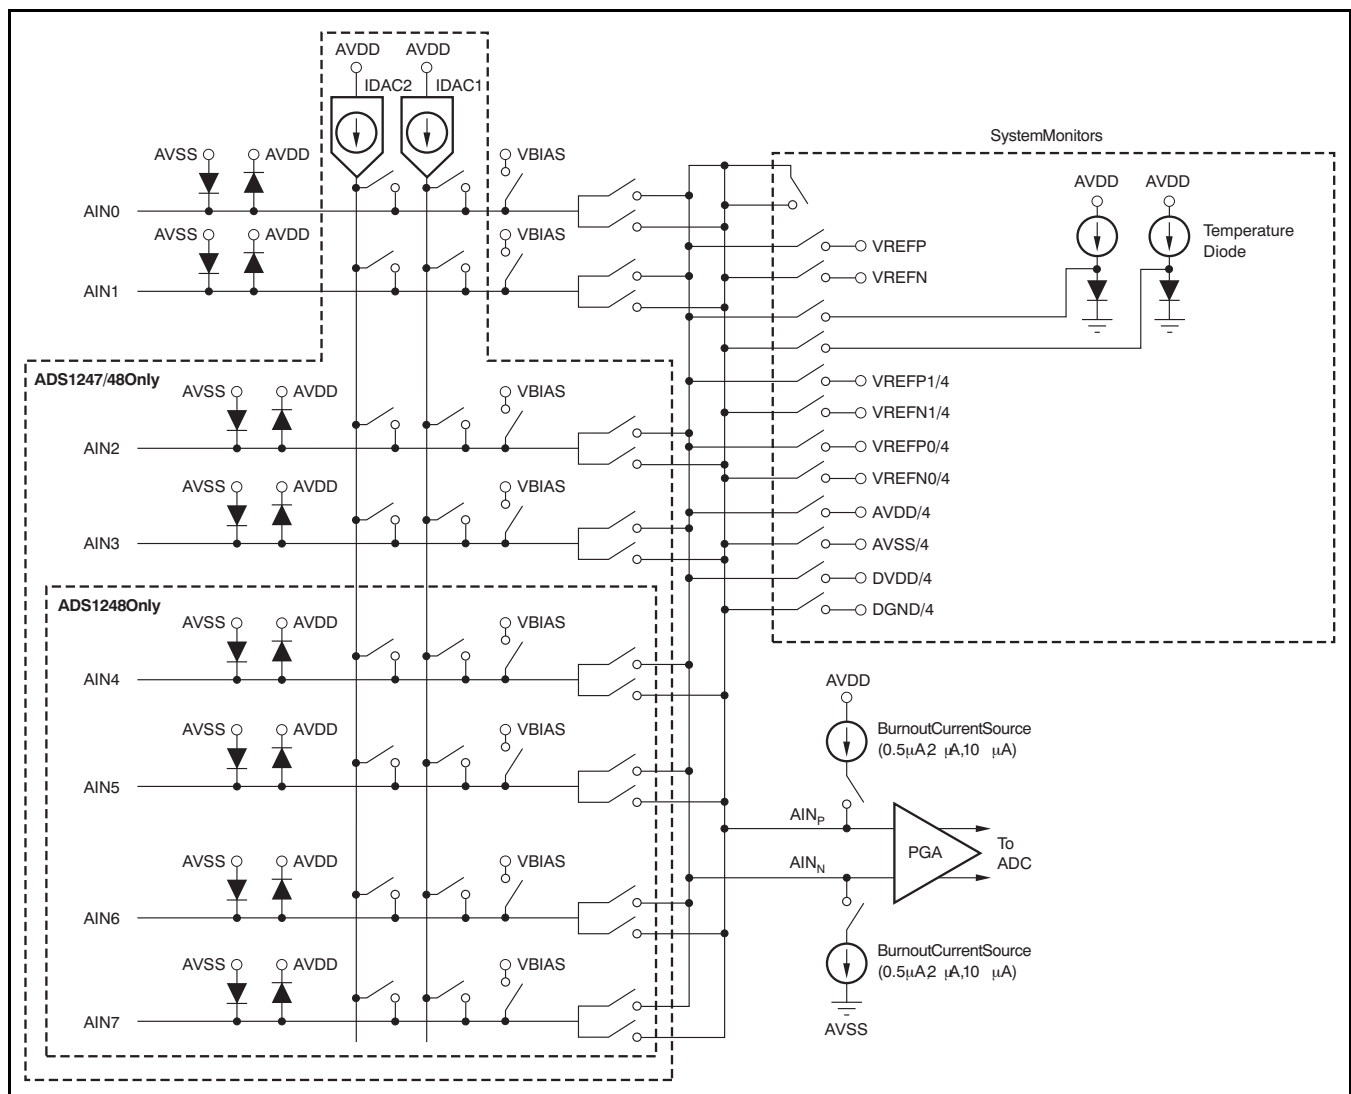 AVDD AVDD
IDAC2 IDAC1
SystemMonitors
AVSS AVDD VBIAS
AVDD AVDD
AIN0
Temperature
Diode
AVSS AVDD VBIAS
VREFP
VREFN
AIN1
ADS1247/48Only
VREFP1/4
AVSS AVDD VBIAS
VREFN1/4
AIN2
VREFP0/4
VREFN0/4
AVSS AVDD VBIAS
AVDD/4
AIN3
AVSS/4
DVDD/4
ADS1248Only
DGND/4
AVSS AVDD VBIAS
AIN4
AVDD
AVSS AVDD VBIAS
BurnoutCurrentSource
(0.5μA,2 μA,10 μA)
AIN5
AINP
PGA
To
ADC
AINN
AVSS AVDD VBIAS
AIN6
BurnoutCurrentSource
(0.5μA,2 μA,10 μA)
AVSS AVDD VBIAS
AIN7
AVSS